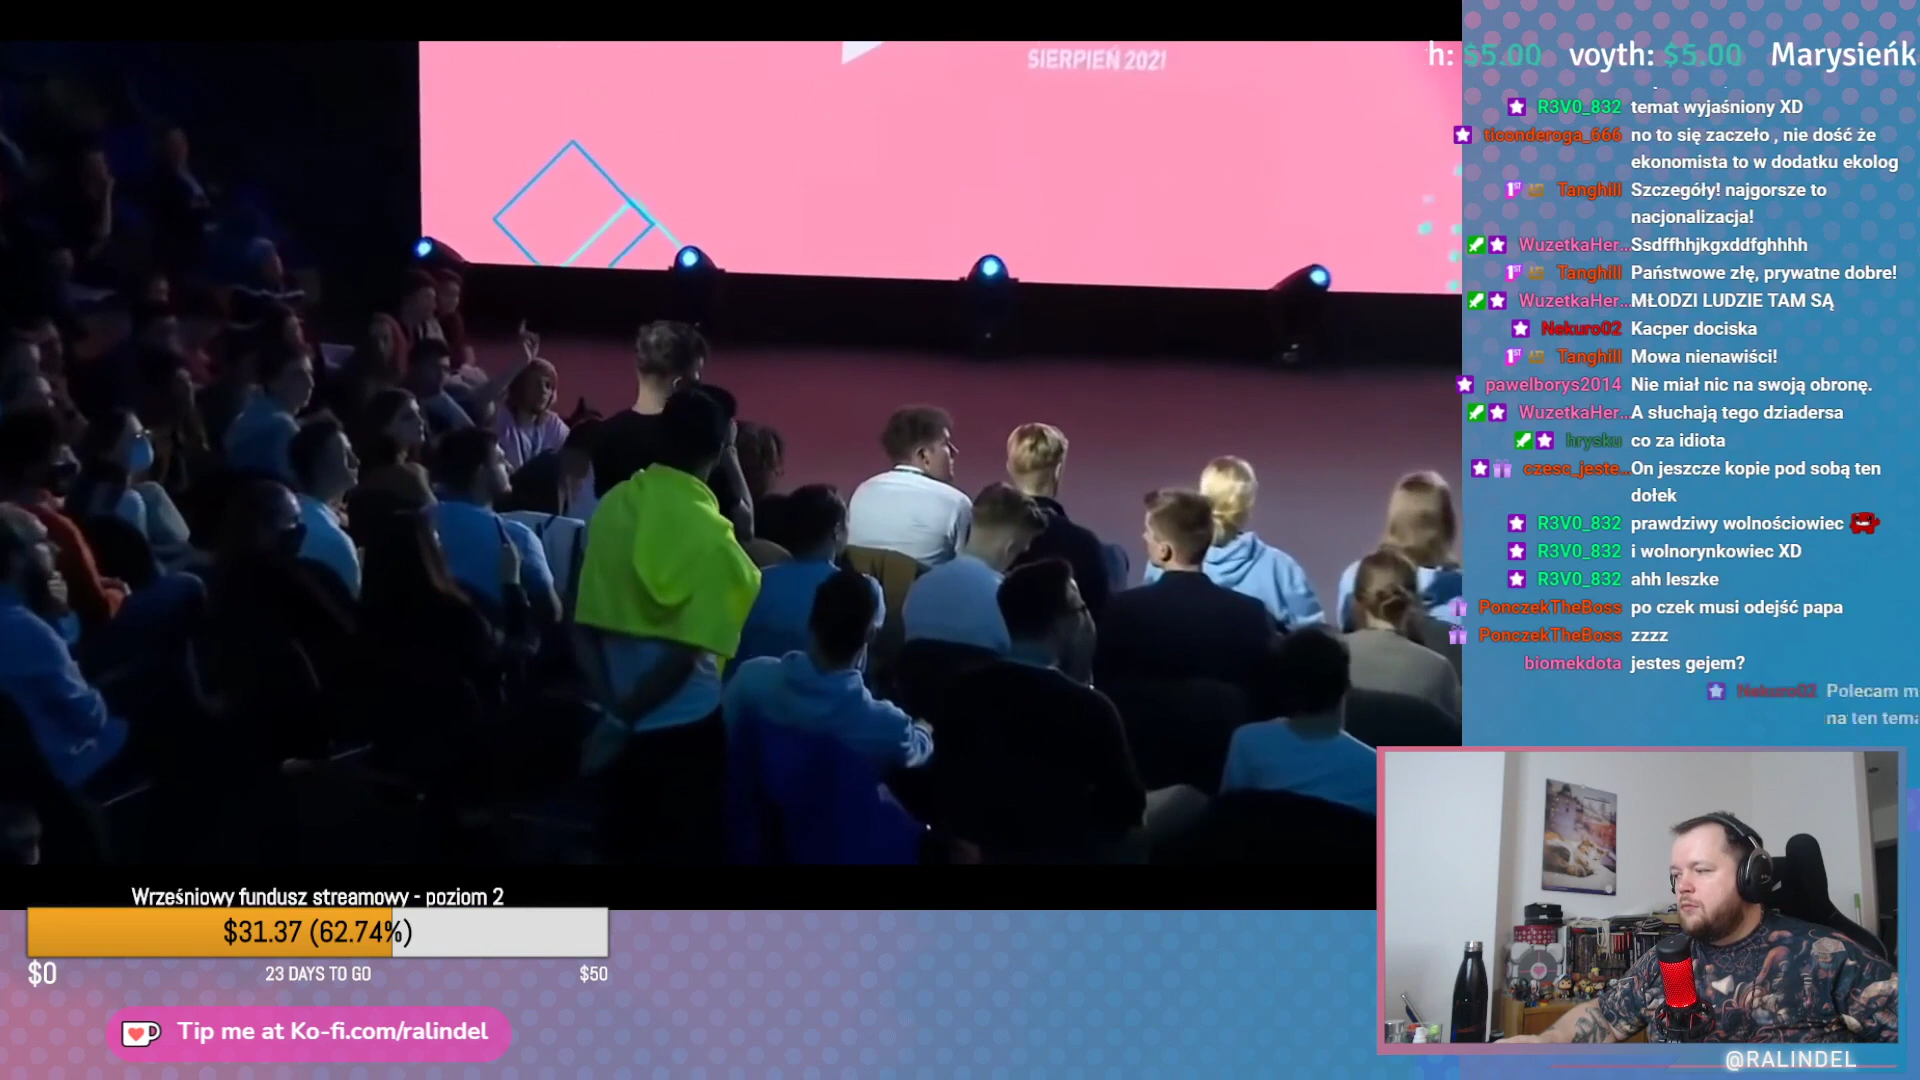 SIERPIEŃ 2021
h: $5.00 voyth: $5.00 Marysieńk
R3V0_832 temat wyjaśniony XD
ticonderoga_666 no to się zaczeło , nie dość że
ekonomista to w dodatku ekolog
1ST Tanghill Szczegóły! najgorsze to
nacjonalizacja!
WuzetkaHer... Ssdffhhjkgxddfghhhh
1ST Tanghill Państwowe złę, prywatne dobre!
WuzetkaHer... MŁODZI LUDZIE TAM SĄ
Nekuro02 Kacper dociska
1ST Tanghill Mowa nienawiści!
pawelborys2014 Nie miał nic na swoją obronę.
WuzetkaHer... A słuchają tego dziadersa
hrysku co za idiota
czesc_jeste... On jeszcze kopie pod sobą ten
dołek
R3V0_832 prawdziwy wolnościowiec
R3V0_832 i wolnorynkowiec XD
R3V0_832 ahh leszke
PonczekTheBoss po czek musi odejść papa
PonczekTheBoss zzzz
biomekdota jestes gejem?
Nekuro02 Polecam m
na ten tema
Wrześniowy fundusz streamowy - poziom 2
$31.37 (62.74%)
$0 23 DAYS TO GO $50
Tip me at Ko-fi.com/ralindel
@RALINDEL